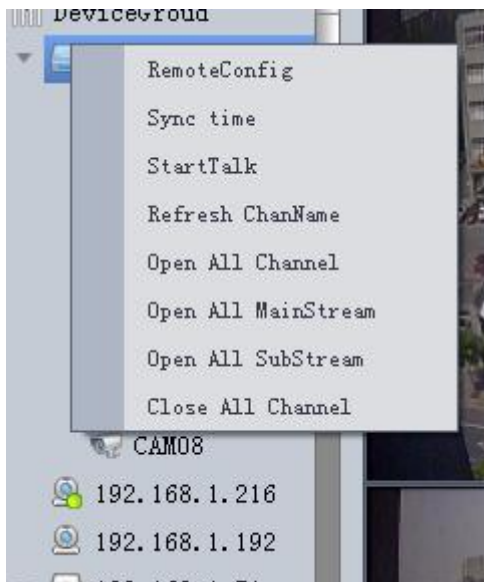 DeviceGroud
RemoteConfig
Sync time
StartTalk
Refresh ChanName
Open All Channel
Open All MainStream
Open All SubStream
Close All Channel
CAM08
192.168.1.216
192.168.1.192